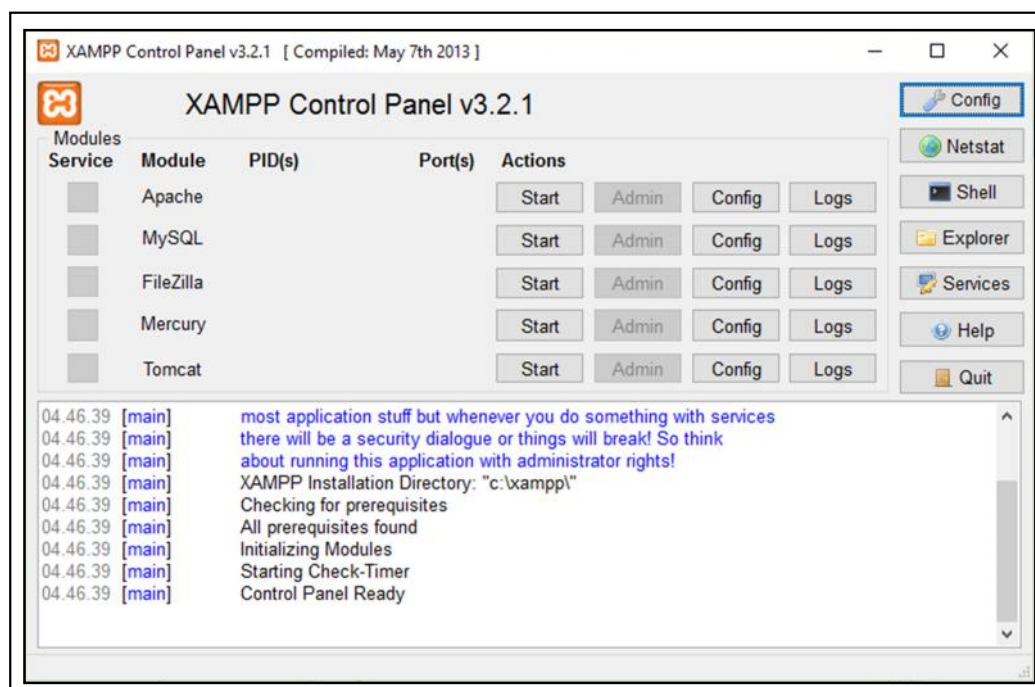 XAMPP Control Panel v3.2.1 [ Compiled: May 7th 2013 ]
XAMPP Control Panel v3.2.1
Config
Modules
Service Module PID(s) Port(s) Actions
Netstat
Apache Start Admin Config Logs
Shell
MySQL Start Admin Config Logs
Explorer
FileZilla Start Admin Config Logs
Services
Mercury Start Admin Config Logs
Help
Tomcat Start Admin Config Logs
Quit
04.46.39 [main] most application stuff but whenever you do something with services
04.46.39 [main] there will be a security dialogue or things will break! So think
04.46.39 [main] about running this application with administrator rights!
04.46.39 [main] XAMPP Installation Directory: "c:\xampp\"
04.46.39 [main] Checking for prerequisites
04.46.39 [main] All prerequisites found
04.46.39 [main] Initializing Modules
04.46.39 [main] Starting Check-Timer
04.46.39 [main] Control Panel Ready